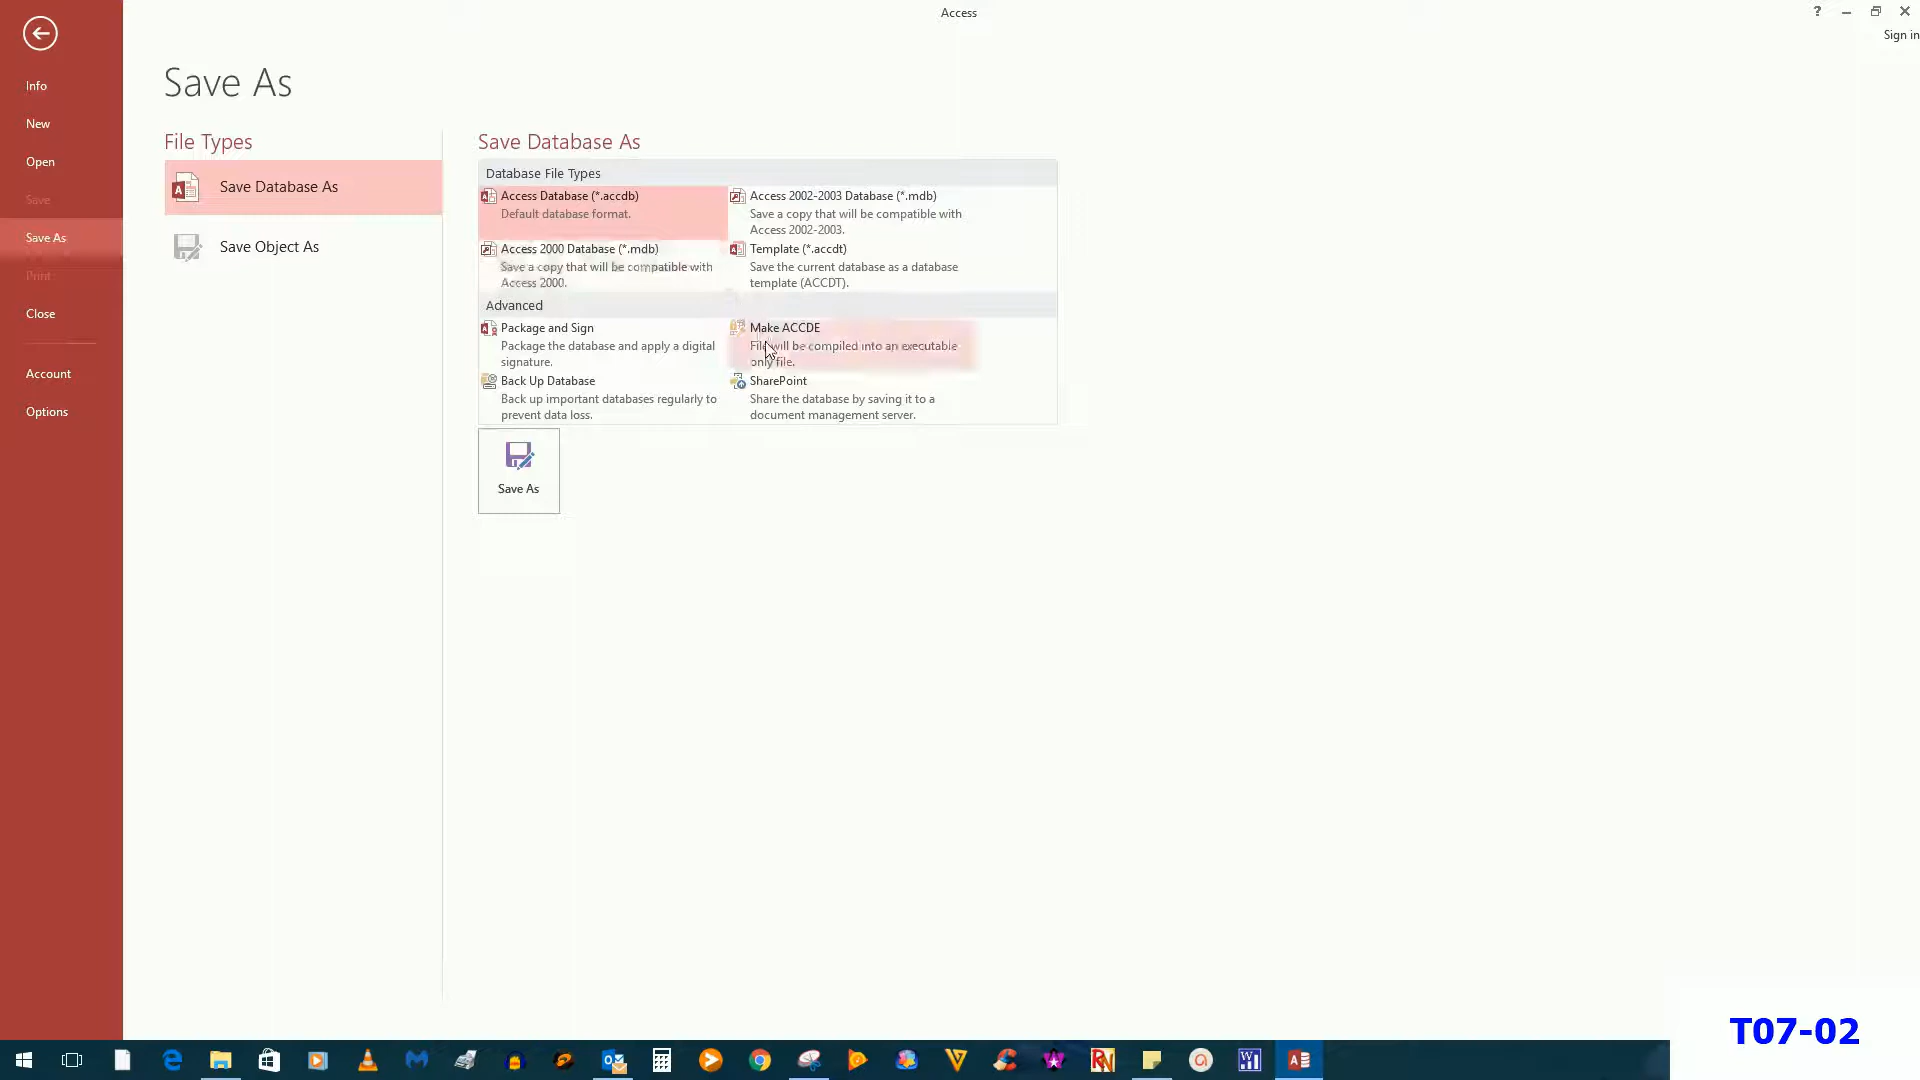 Access
Sign in
Info
New
Open
Save
Save As
Print
Close
Account
Options
Save As
File Types
Save Database As
Save Object As
Save Database As
Database File Types
Access Database (*.accdb)
Default database format.
Access 2002-2003 Database (*.mdb)
Save a copy that will be compatible with
Access 2002-2003.
Access 2000 Database (*.mdb)
Save a copy that will be compatible with
Access 2000.
Template (*.accdt)
Save the current database as a database
template (ACCDT).
Advanced
Package and Sign
Package the database and apply a digital
signature.
Make ACCDE
File will be compiled into an executable
only file.
Back Up Database
Back up important databases regularly to
prevent data loss.
SharePoint
Share the database by saving it to a
document management server.
Save As
T07-02